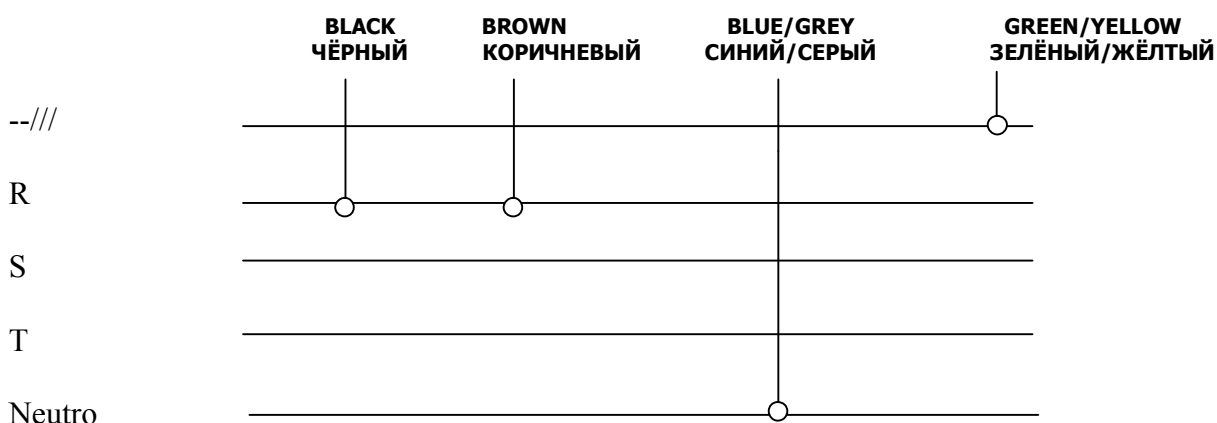 BLACK BROWN BLUE/GREY GREEN/YELLOW
ЧЁРНЫЙ КОРИЧНЕВЫЙ СИНИЙ/СЕРЫЙ ЗЕЛЁНЫЙ/ЖЁЛТЫЙ
--///
R
S
T
Neutro